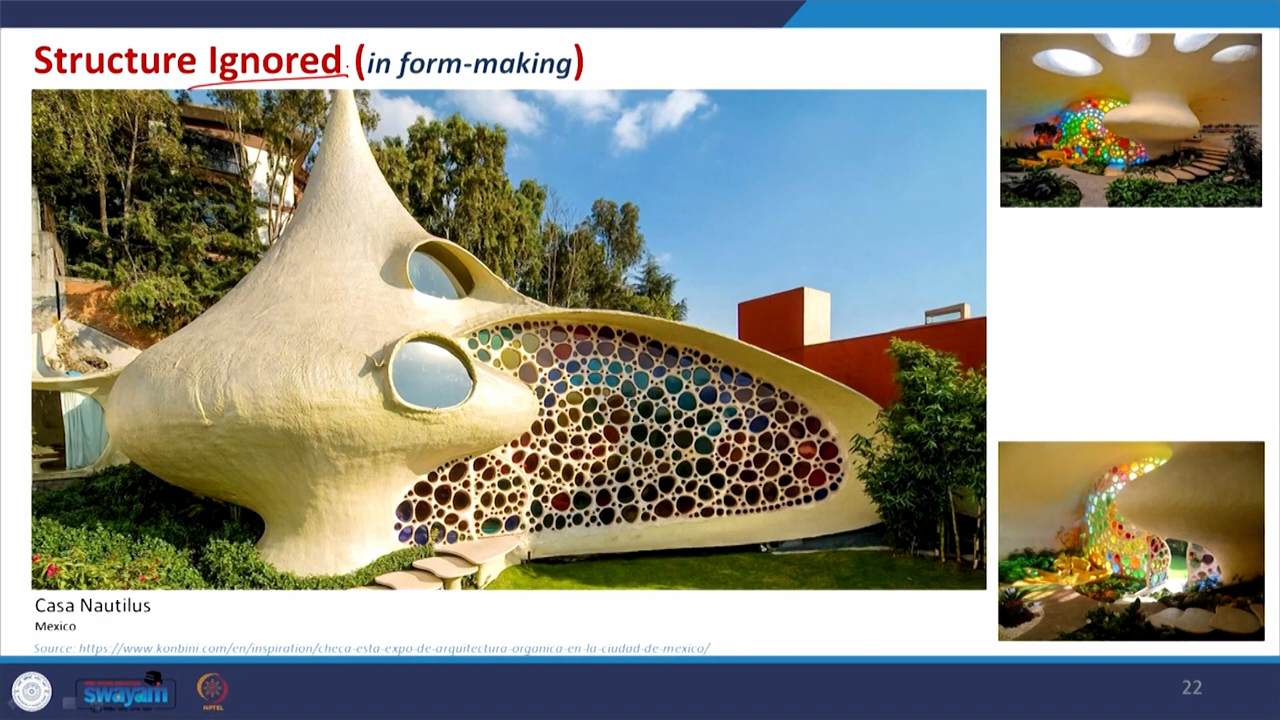 Structure Ignored (in form-making)
Casa Nautilus
Mexico
Source: https://www.konbini.com/en/inspiration/checa-esta-expo-de-arquitectura-organica-en-la-ciudad-de-mexico/
swayam
NPTEL
22